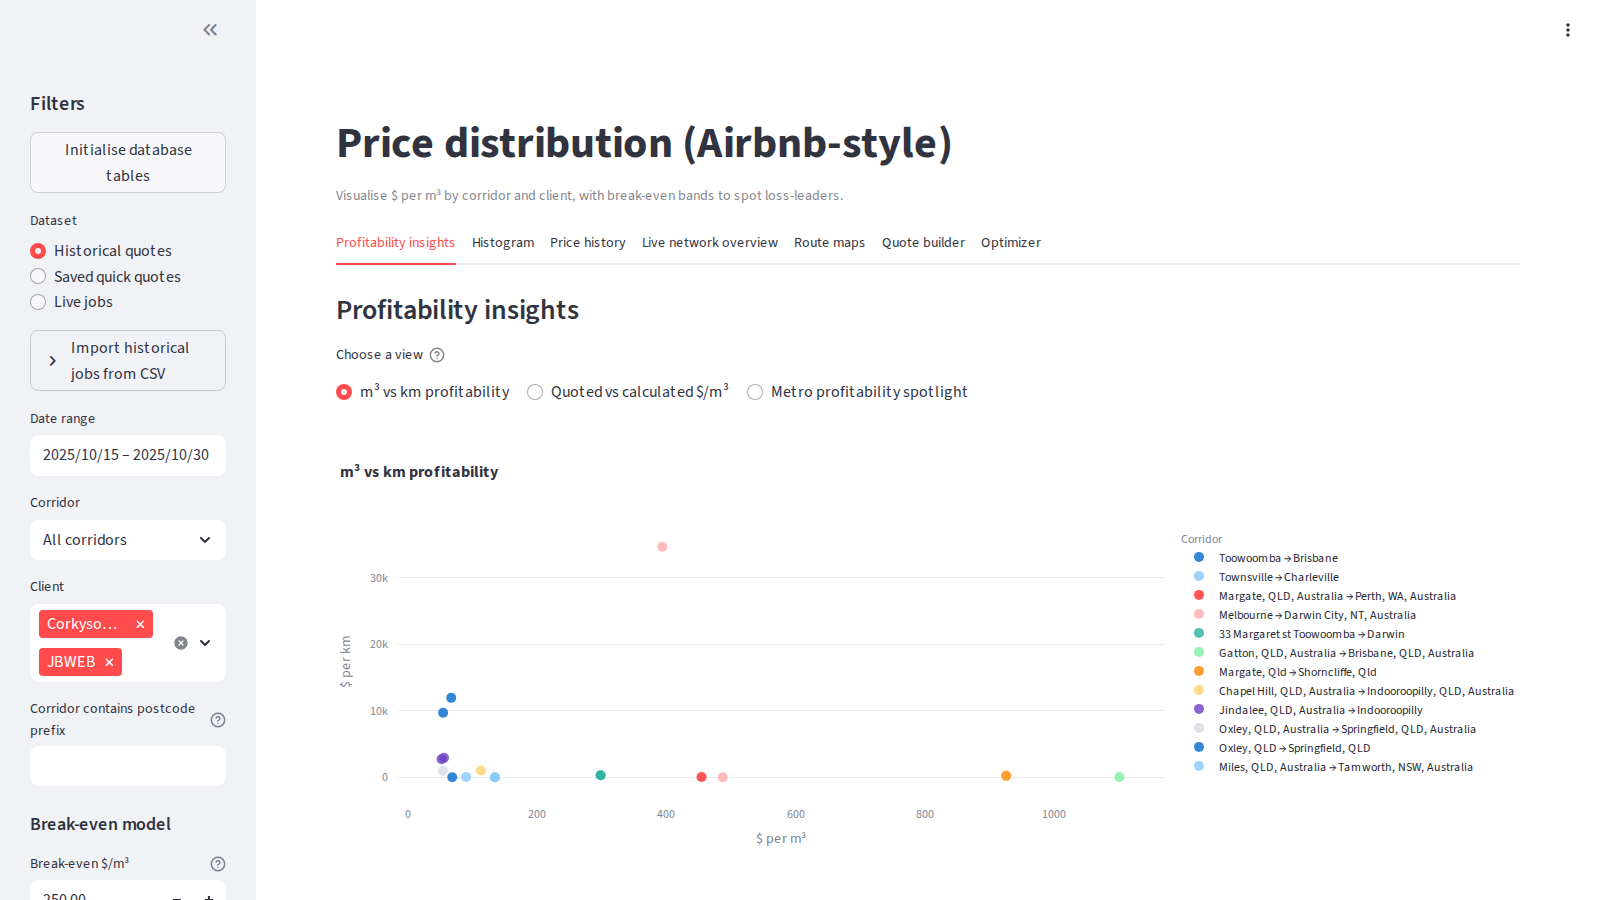 Filters
Initialise database
tables
Dataset
Historical quotes
Saved quick quotes
Live jobs
Import historical
jobs from CSV
Date range
2025/10/15 – 2025/10/30
Corridor
All corridors
Client
Corkyso...
JBWEB
Corridor contains postcode
prefix
Break-even model
Break-even $/m³
250.00
Price distribution (Airbnb-style)
Visualise $ per m³ by corridor and client, with break-even bands to spot loss-leaders.
Profitability insights Histogram Price history Live network overview Route maps Quote builder Optimizer
Profitability insights
Choose a view
m³ vs km profitability Quoted vs calculated $/m³ Metro profitability spotlight
m³ vs km profitability
30k
20k
10k
0
$ per km
0 200 400 600 800 1000
$ per m³
Corridor
Toowoomba → Brisbane
Townsville → Charleville
Margate, QLD, Australia → Perth, WA, Australia
Melbourne → Darwin City, NT, Australia
33 Margaret st Toowoomba → Darwin
Gatton, QLD, Australia → Brisbane, QLD, Australia
Margate, Qld → Shorncliffe, Qld
Chapel Hill, QLD, Australia → Indooroopilly, QLD, Australia
Jindalee, QLD, Australia → Indooroopilly
Oxley, QLD, Australia → Springfield, QLD, Australia
Oxley, QLD → Springfield, QLD
Miles, QLD, Australia → Tamworth, NSW, Australia